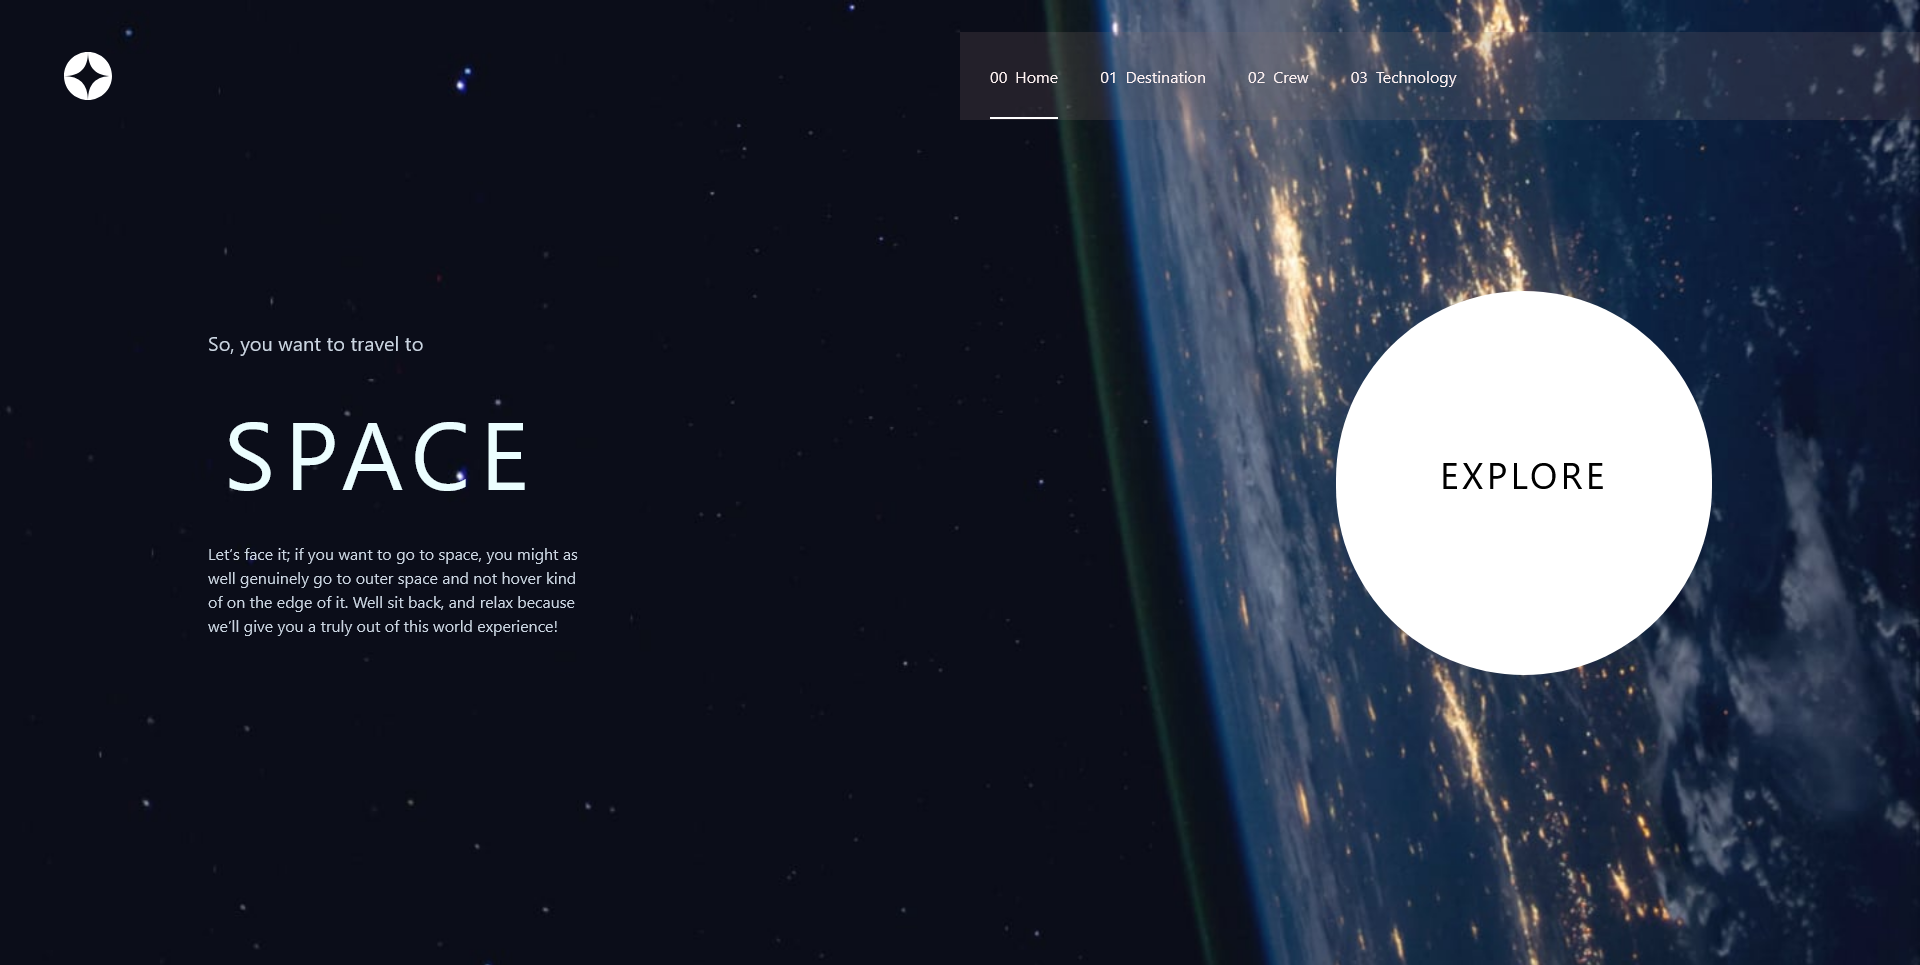 00 Home 01 Destination 02 Crew 03 Technology
So, you want to travel to
SPACE
EXPLORE
Let’s face it; if you want to go to space, you might as
well genuinely go to outer space and not hover kind
of on the edge of it. Well sit back, and relax because
we’ll give you a truly out of this world experience!